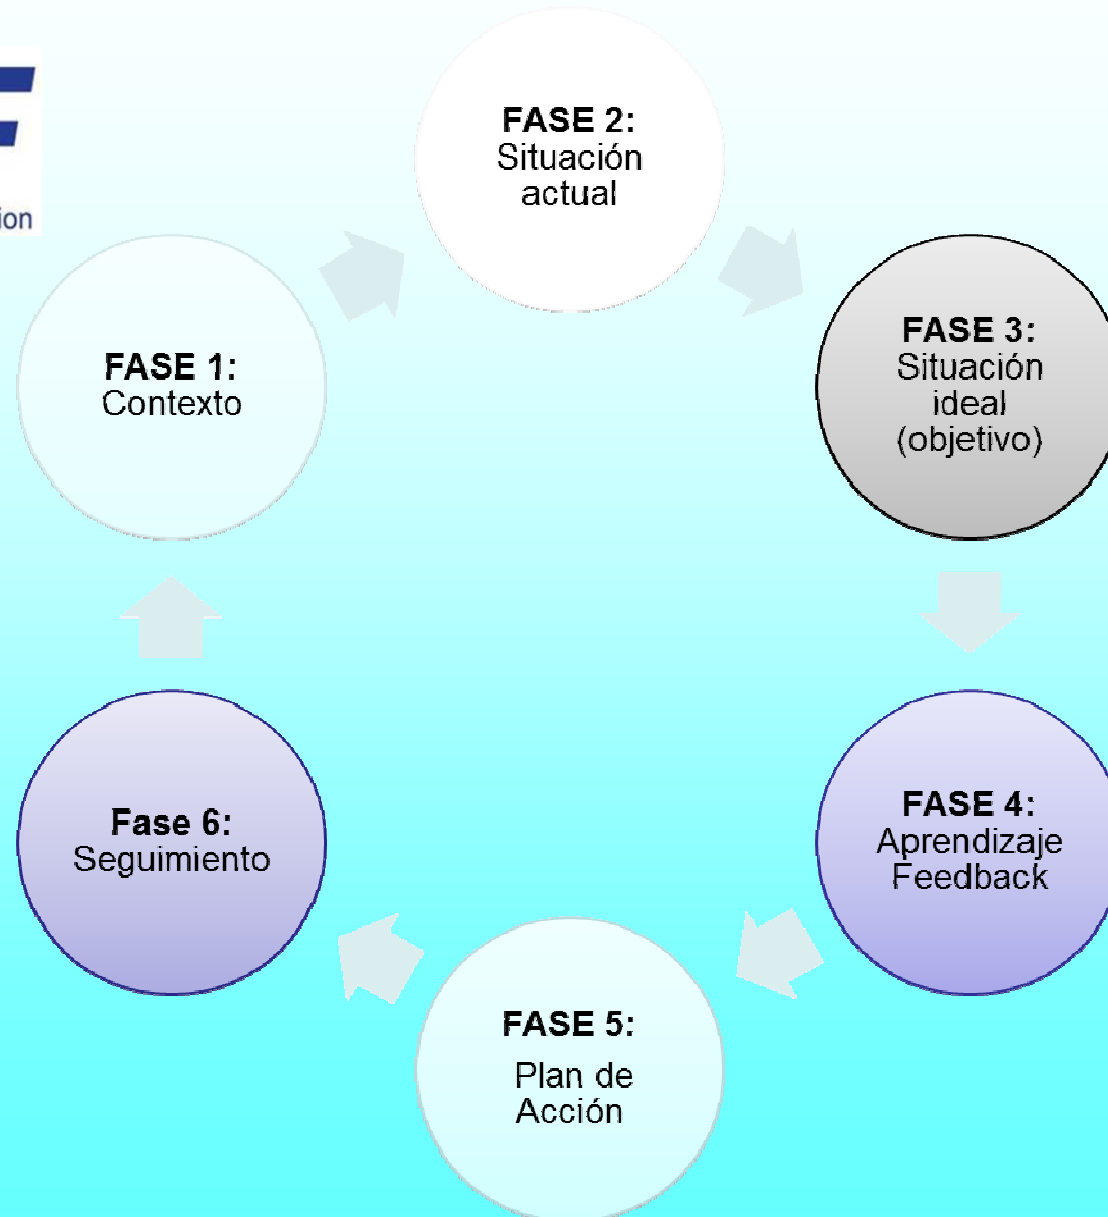 FASE 1:
Contexto
FASE 2:
Situación
actual
FASE 3:
Situación
ideal
(objetivo)
FASE 4:
Aprendizaje
Feedback
FASE 5:
Plan de
Acción
Fase 6:
Seguimiento